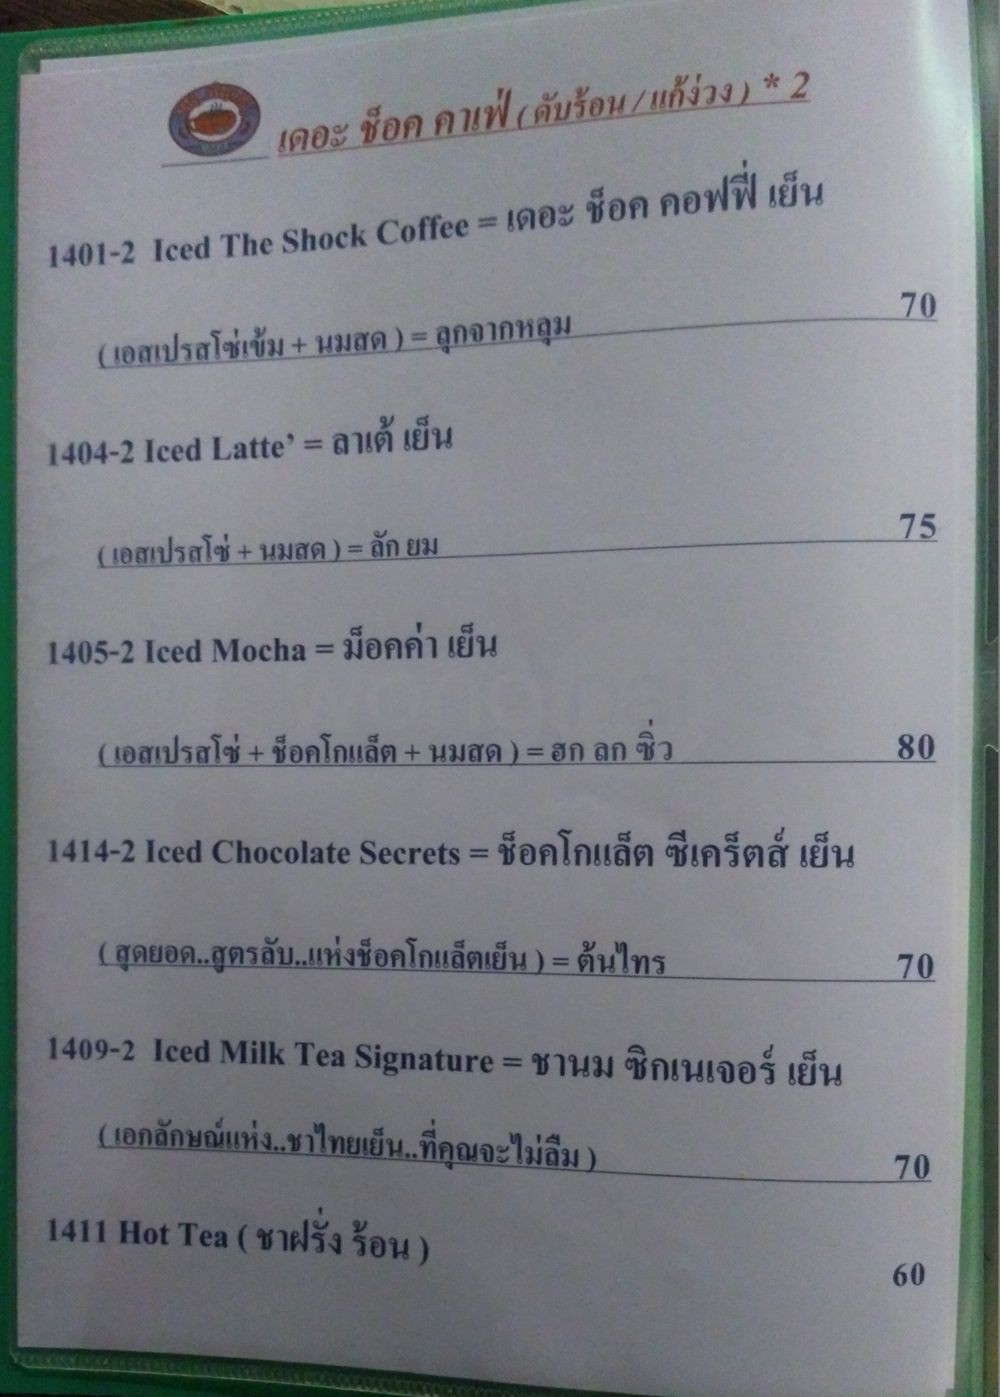 เดอะ ช็อค คาเฟ่ ( ดับร้อน / แก้ง่วง ) * 2
1401-2 Iced The Shock Coffee = เดอะ ช็อค คอฟฟี่ เย็น
( เอสเปรสโซ่เข้ม + นมสด ) = ลุกจากหลุม 70
1404-2 Iced Latte’ = ลาเต้ เย็น
( เอสเปรสโซ่ + นมสด ) = ลัก ยม 75
1405-2 Iced Mocha = ม็อคค่า เย็น
( เอสเปรสโซ่ + ช็อคโกแล็ต + นมสด ) = ฮก ลก ซิ่ว 80
1414-2 Iced Chocolate Secrets = ช็อคโกแล็ต ซีเคร็ตส์ เย็น
( สุดยอด..สูตรลับ..แห่งช็อคโกแล็ตเย็น ) = ต้นไทร 70
1409-2 Iced Milk Tea Signature = ชานม ซิกเนเจอร์ เย็น
( เอกลักษณ์แห่ง..ชาไทยเย็น..ที่คุณจะไม่ลืม ) 70
1411 Hot Tea ( ชาฝรั่ง ร้อน )
60